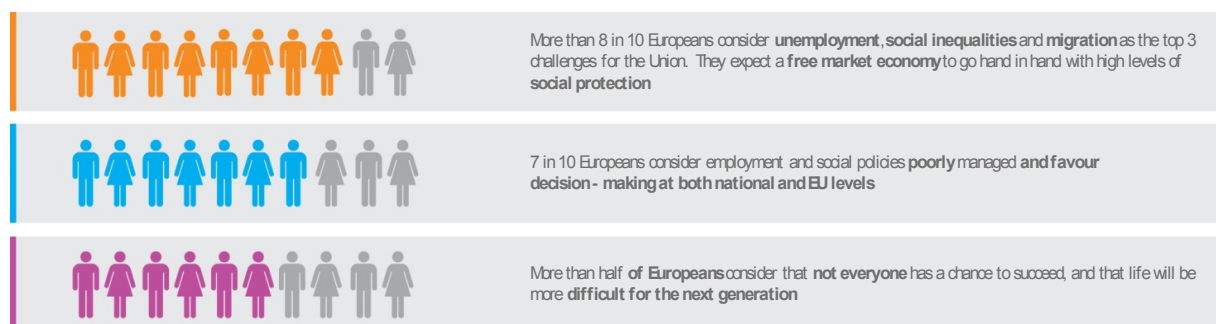 More than 8 in 10 Europeans consider unemployment, social inequalities and migration as the top 3
challenges for the Union. They expect a free market economy to go hand in hand with high levels of
social protection
7 in 10 Europeans consider employment and social policies poorly managed and favour
decision - making at both national and EU levels
More than half of Europeans consider that not everyone has a chance to succeed, and that life will be
more difficult for the next generation